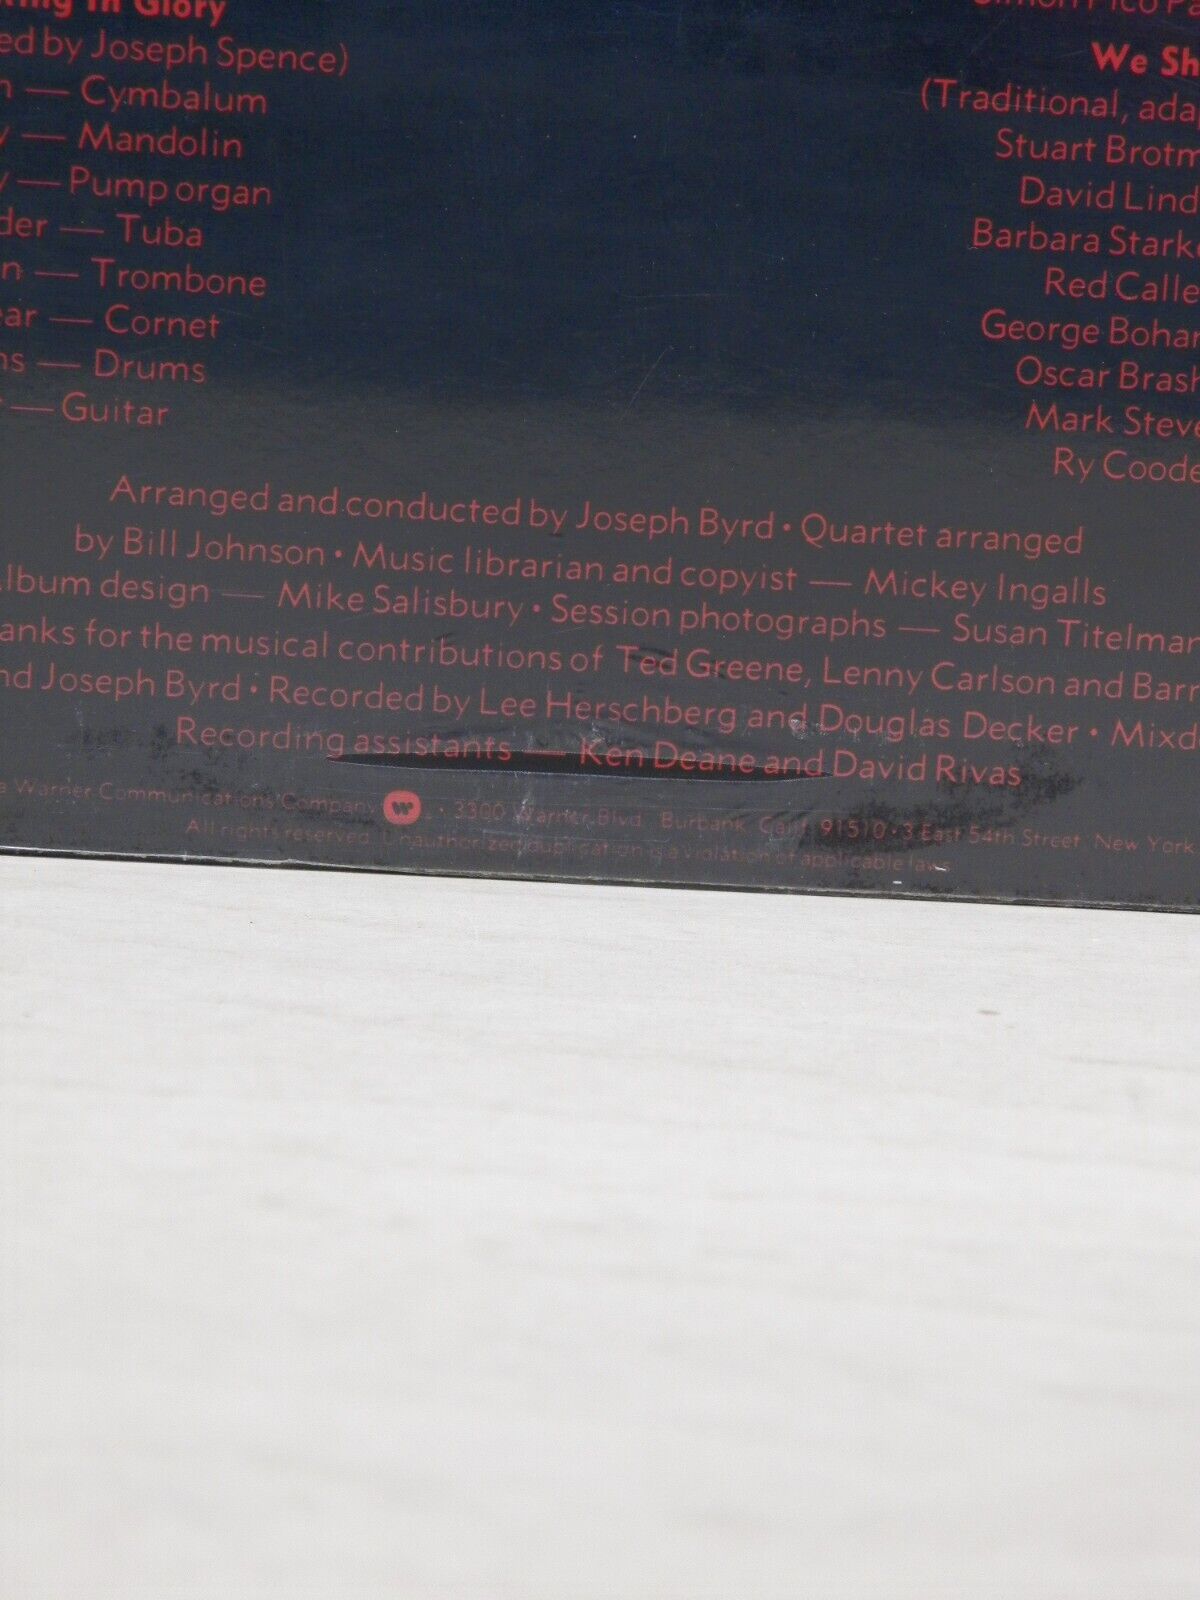 in Glory
ed by Joseph Spence)
— Cymbalum
— Mandolin
— Pump organ
der — Tuba
n — Trombone
ear — Cornet
ns — Drums
— Guitar
We Sh
(Traditional, adap
Stuart Brotm
David Lind
Barbara Starke
Red Calle
George Bohan
Oscar Brash
Mark Steve
Ry Coode
Arranged and conducted by Joseph Byrd • Quartet arranged
by Bill Johnson • Music librarian and copyist — Mickey Ingalls
lbum design — Mike Salisbury • Session photographs — Susan Titelman
anks for the musical contributions of Ted Greene, Lenny Carlson and Barr
nd Joseph Byrd • Recorded by Lee Herschberg and Douglas Decker • Mixd
Recording assistants — Ken Deane and David Rivas
a Warner Communications Company W • 3300 Warner Blvd., Burbank, Calif. 91510 • 3 East 54th Street, New York
All rights reserved. Unauthorized duplication is a violation of applicable laws.